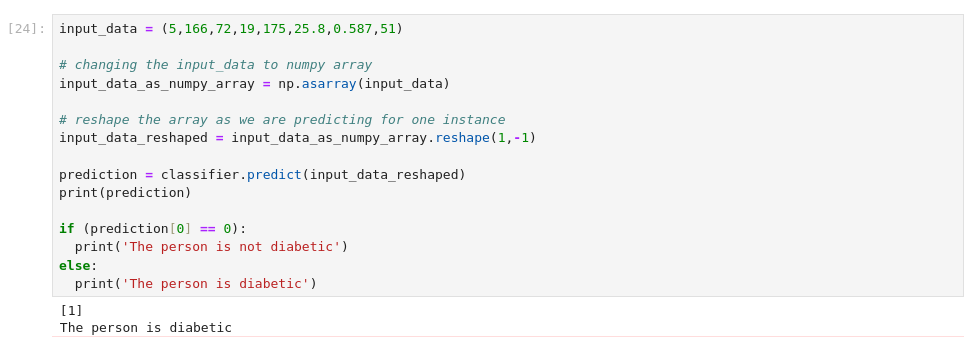 [24]: input_data = (5,166,72,19,175,25.8,0.587,51)
# changing the input_data to numpy array
input_data_as_numpy_array = np.asarray(input_data)
# reshape the array as we are predicting for one instance
input_data_reshaped = input_data_as_numpy_array.reshape(1,-1)
prediction = classifier.predict(input_data_reshaped)
print(prediction)
if (prediction[0] == 0):
  print('The person is not diabetic')
else:
  print('The person is diabetic')
[1]
The person is diabetic